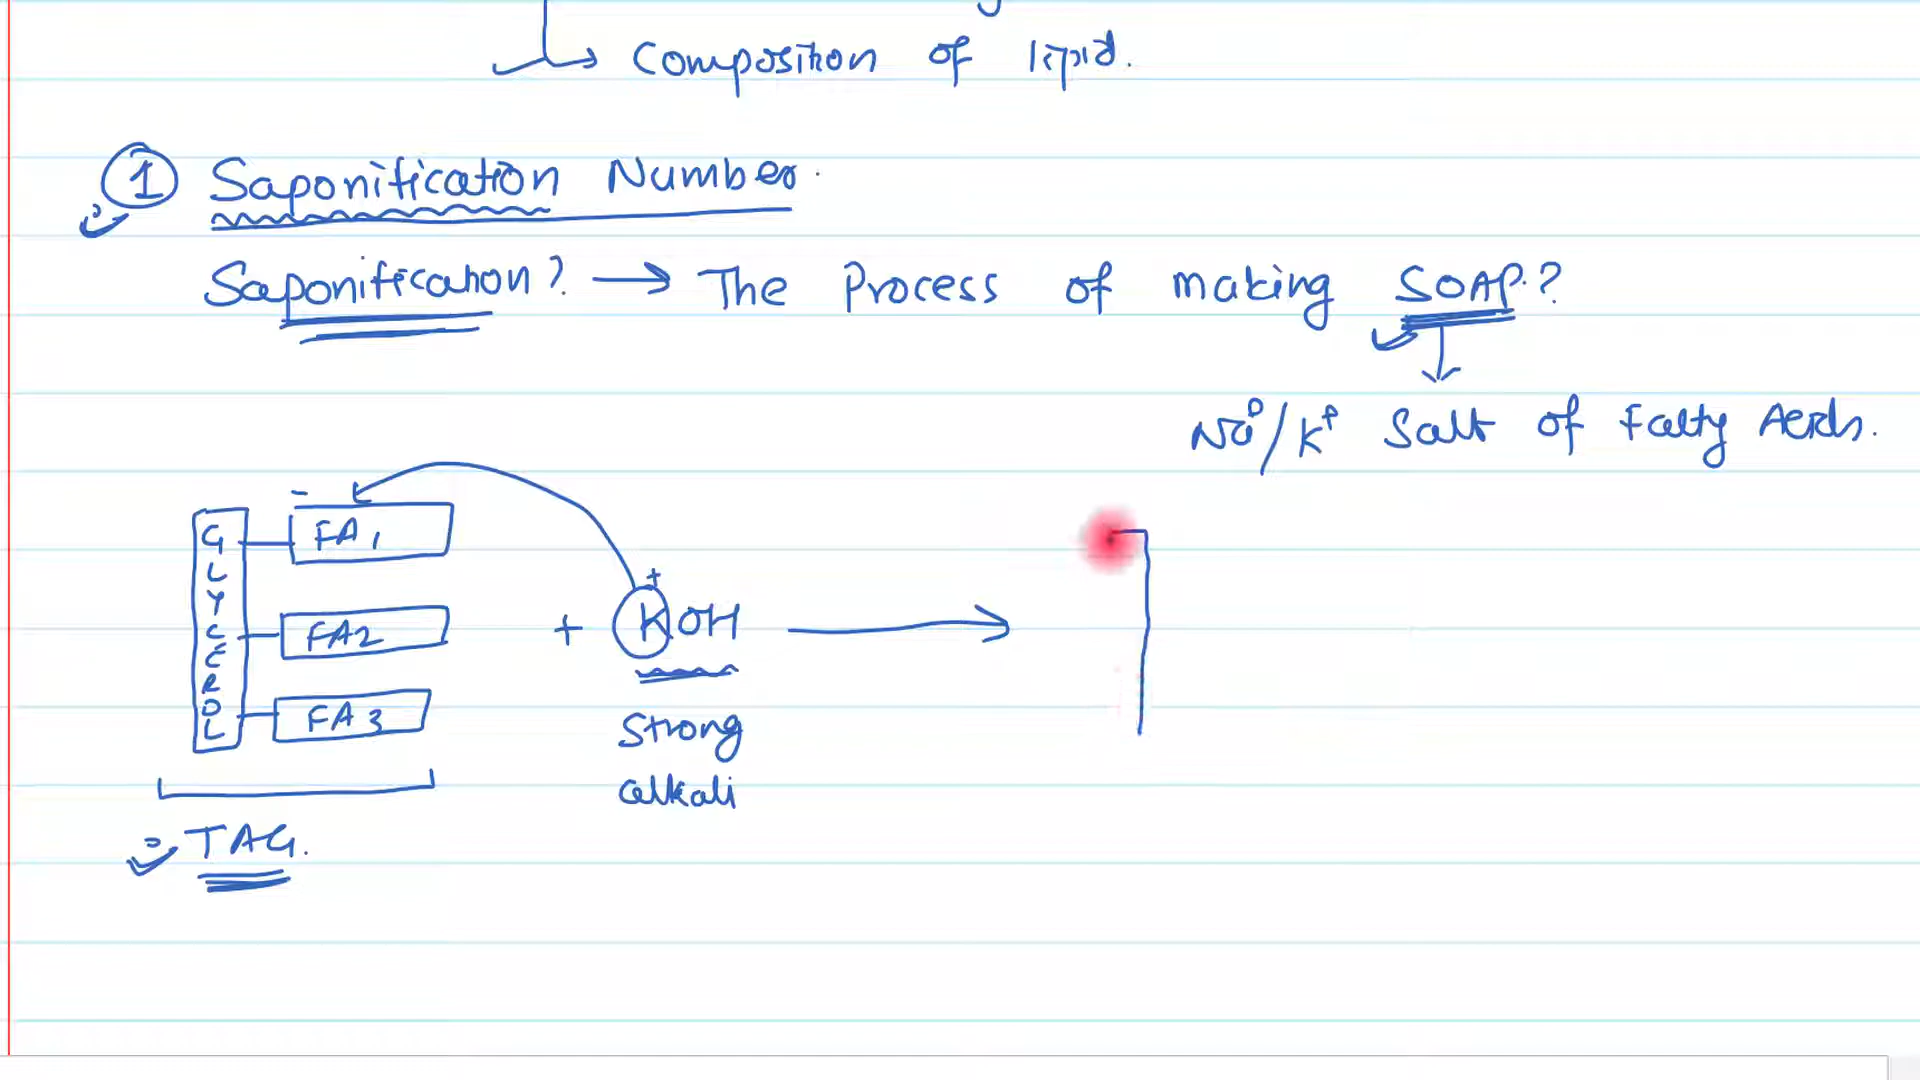 Composition of lipid.
1 Saponification Number.
Saponification? → The Process of making SOAP.?
Na⁺/K⁺ Salt of Fatty Acids.
GLYCEROL
- FA1
FA2
FA3
+ K⁺OH →
Strong
alkali
TAG.